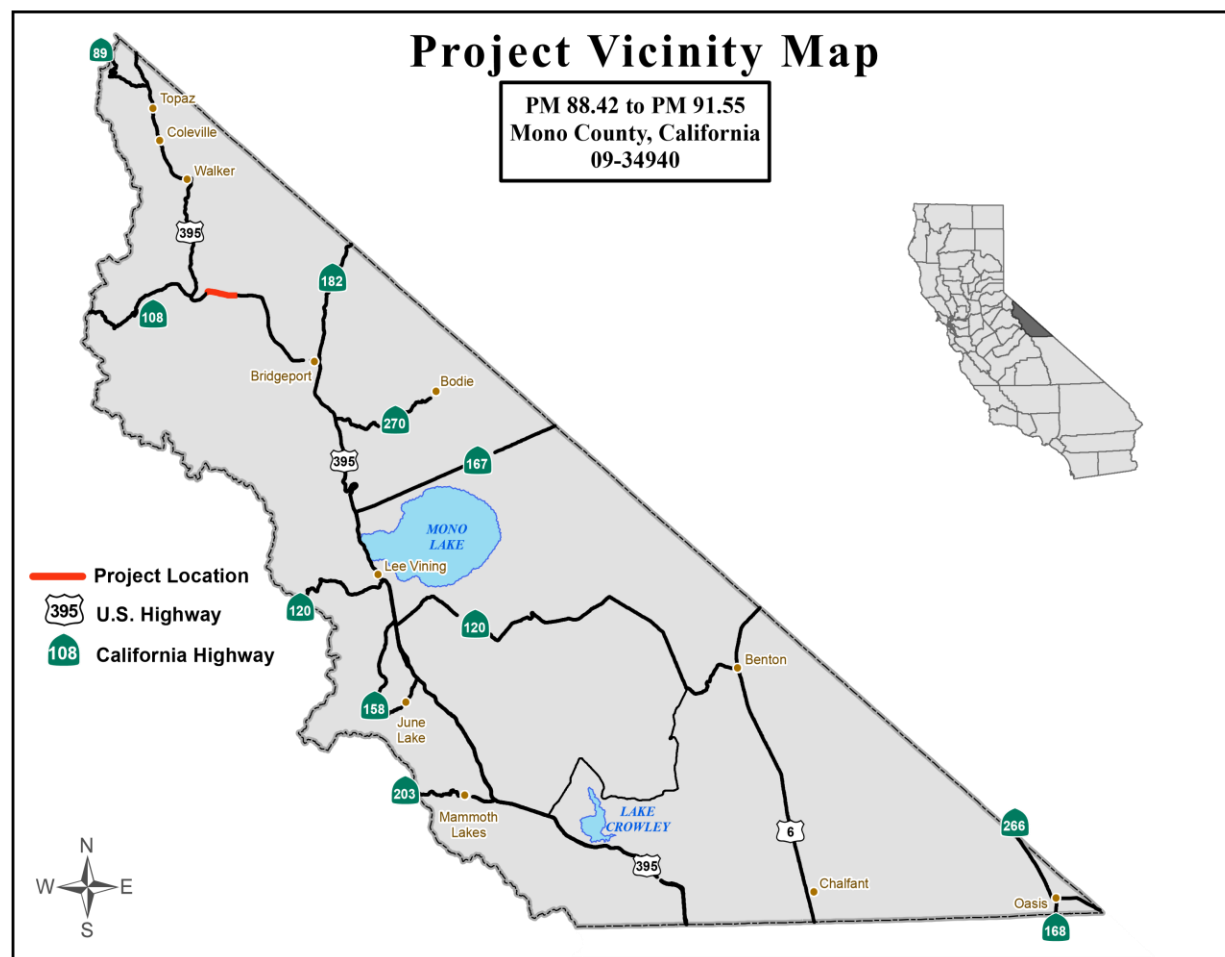 Project Vicinity Map
PM 88.42 to PM 91.55
Mono County, California
09-34940
89
Topaz
Coleville
Walker
395
182
108
Bridgeport
Bodie
270
395
167
MONO
LAKE
Lee Vining
Project Location
395 U.S. Highway
108 California Highway
120
120
Benton
158
June
Lake
203
Mammoth
Lakes
LAKE
CROWLEY
395
6
266
Chalfant
Oasis
168
N
W E
S